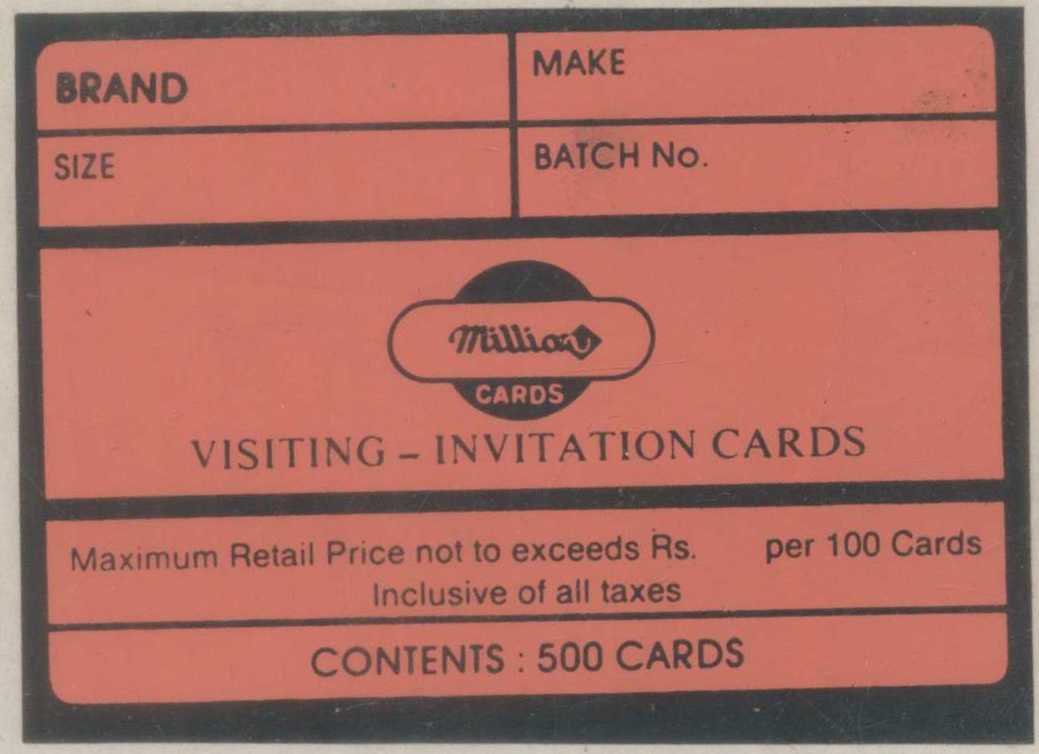 BRAND
MAKE
SIZE
BATCH No.
Million
CARDS
VISITING – INVITATION CARDS
Maximum Retail Price not to exceeds Rs. per 100 Cards
Inclusive of all taxes
CONTENTS : 500 CARDS